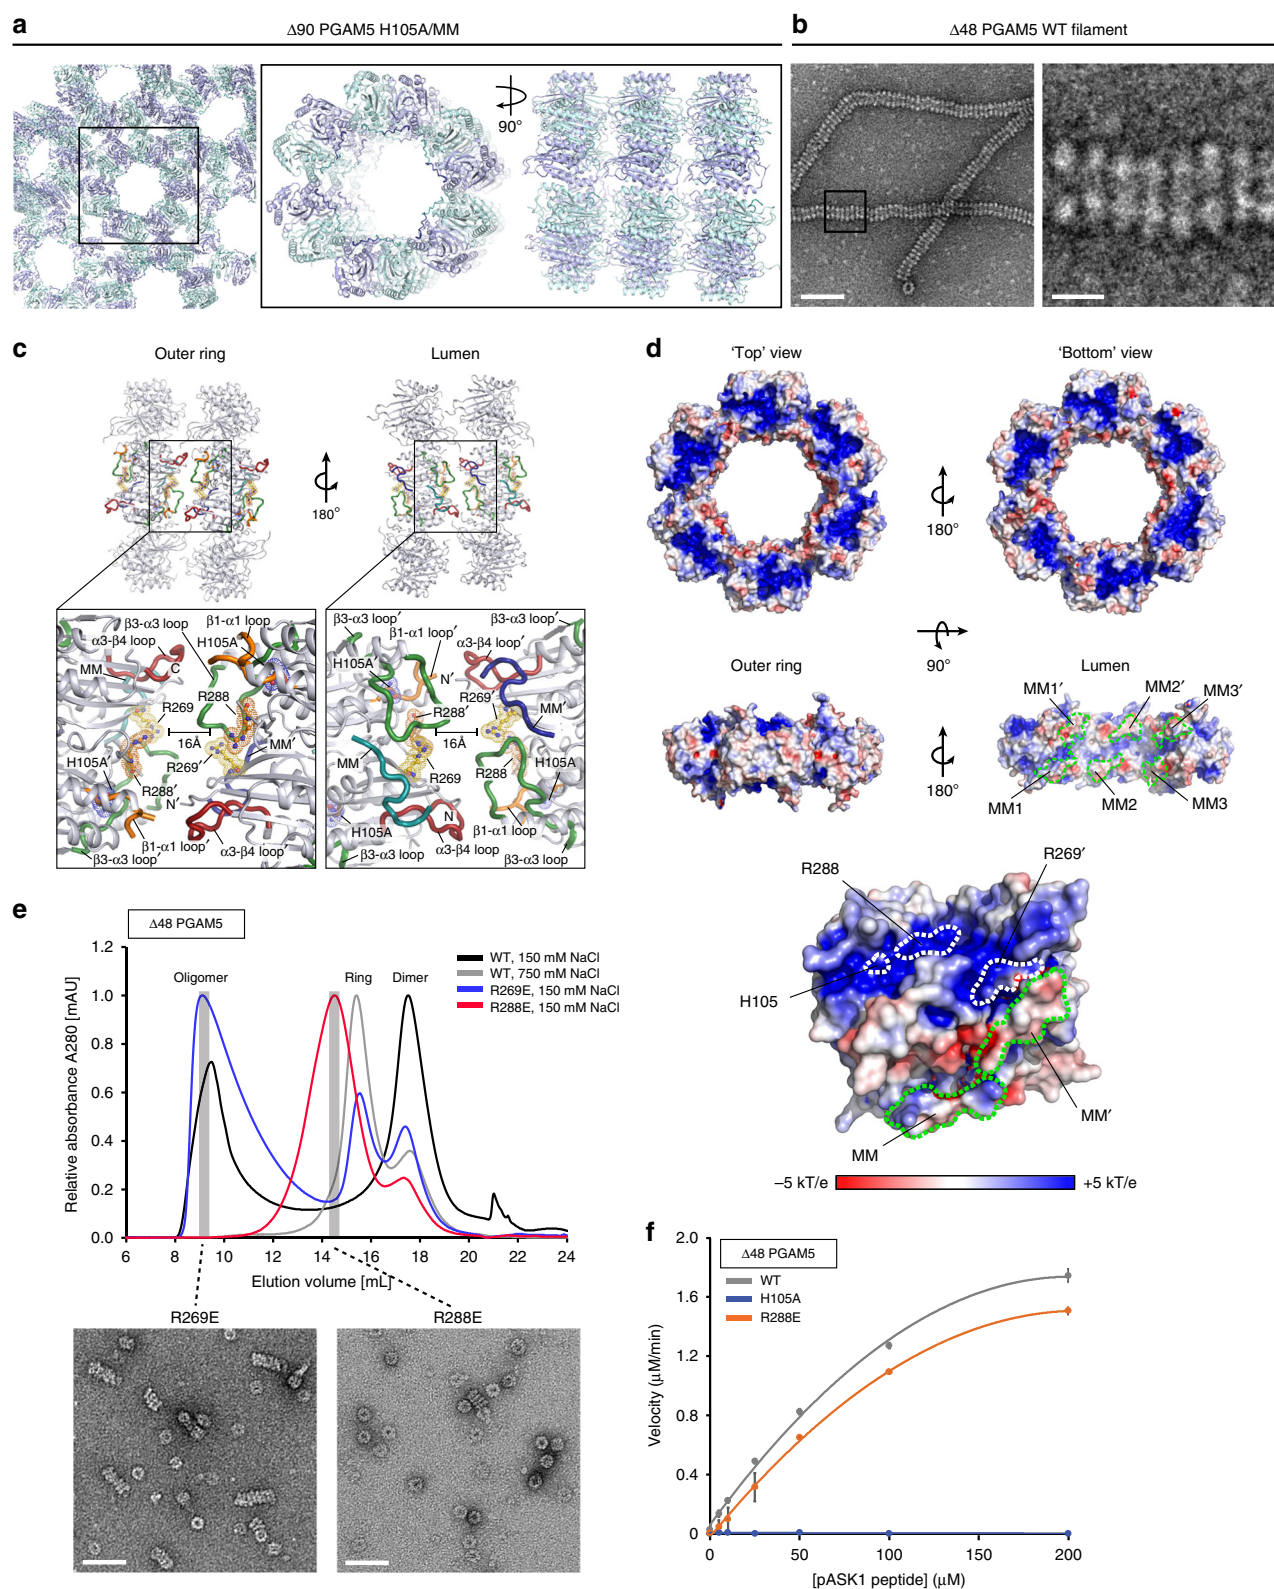 a
Δ90 PGAM5 H105A/MM
90°
b
Δ48 PGAM5 WT filament
c
Outer ring
Lumen
180°
β3-α3 loop
β1-α1 loop
α3-β4 loop
H105A
MM
C
R288
R269
16Å
R269′
MM′
H105A′
R288′
N′
β1-α1 loop′
α3-β4 loop′
β3-α3 loop′
β3-α3 loop′
β3-α3 loop′
β1-α1 loop′
α3-β4 loop′
H105A′
N′
R269′
R288′
MM′
16Å
MM
R269
R288
H105A
H105A
N
β1-α1 loop
α3-β4 loop
β3-α3 loop
d
'Top' view
'Bottom' view
180°
90°
Outer ring
Lumen
180°
MM1′
MM2′
MM3′
MM1
MM2
MM3
R288
R269′
H105
MM′
MM
–5 kT/e
+5 kT/e
e
Δ48 PGAM5
WT, 150 mM NaCl
WT, 750 mM NaCl
R269E, 150 mM NaCl
R288E, 150 mM NaCl
Oligomer
Ring
Dimer
Relative absorbance A280 [mAU]
1.2
1.0
0.8
0.6
0.4
0.2
0.0
6 8 10 12 14 16 18 20 22 24
Elution volume [mL]
R269E
R288E
f
Δ48 PGAM5
WT
H105A
R288E
Velocity (μM/min)
2.0
1.6
1.2
0.8
0.4
0
0 50 100 150 200
[pASK1 peptide] (μM)